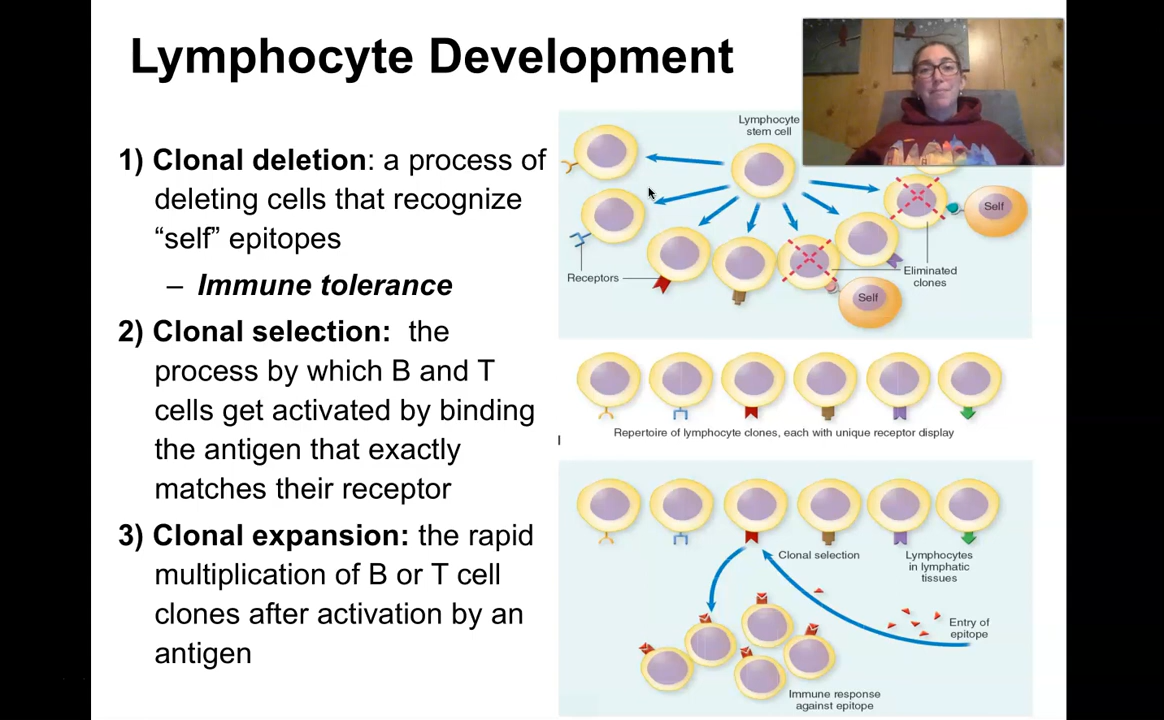 Lymphocyte Development
1) Clonal deletion: a process of
deleting cells that recognize
“self” epitopes
– Immune tolerance
2) Clonal selection: the
process by which B and T
cells get activated by binding
the antigen that exactly
matches their receptor
3) Clonal expansion: the rapid
multiplication of B or T cell
clones after activation by an
antigen
Lymphocyte
stem cell
Self
Receptors
Eliminated
clones
Self
Repertoire of lymphocyte clones, each with unique receptor display
Clonal selection
Lymphocytes
in lymphatic
tissues
Entry of
epitope
Immune response
against epitope